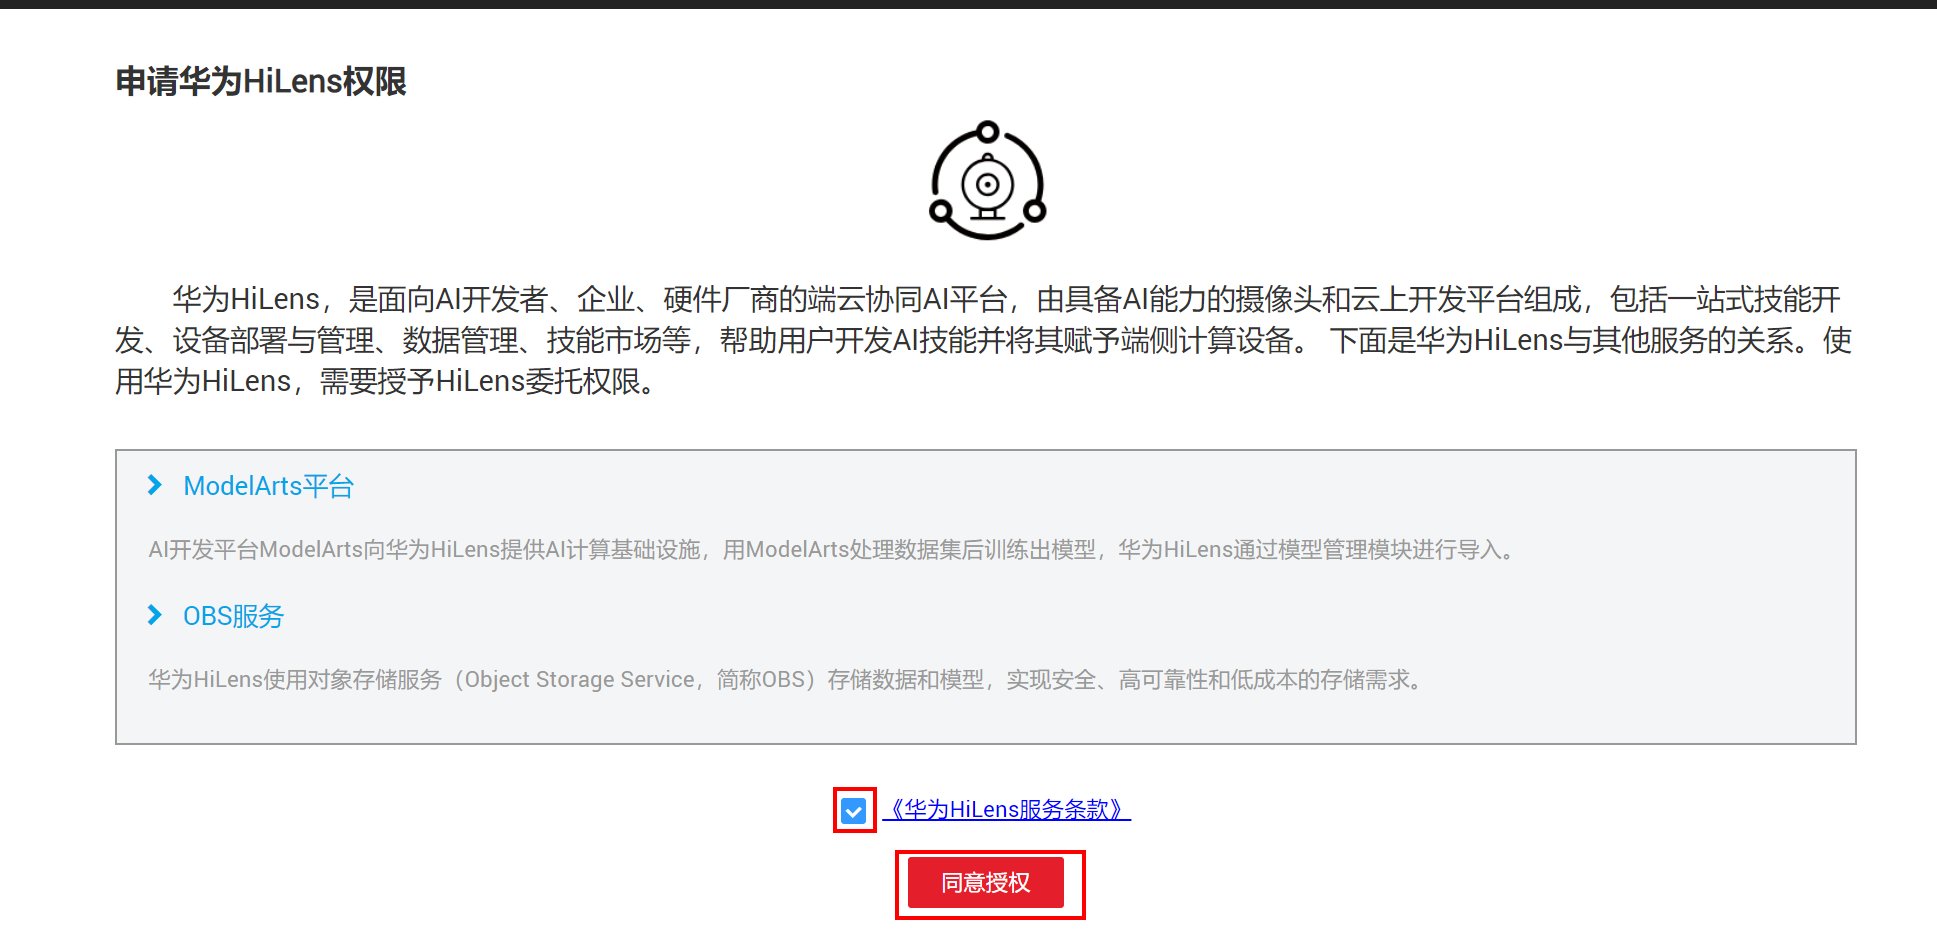 申请华为HiLens权限
华为HiLens，是面向AI开发者、企业、硬件厂商的端云协同AI平台，由具备AI能力的摄像头和云上开发平台组成，包括一站式技能开
发、设备部署与管理、数据管理、技能市场等，帮助用户开发AI技能并将其赋予端侧计算设备。 下面是华为HiLens与其他服务的关系。使
用华为HiLens，需要授予HiLens委托权限。
ModelArts平台
AI开发平台ModelArts向华为HiLens提供AI计算基础设施，用ModelArts处理数据集后训练出模型，华为HiLens通过模型管理模块进行导入。
OBS服务
华为HiLens使用对象存储服务（Object Storage Service，简称OBS）存储数据和模型，实现安全、高可靠性和低成本的存储需求。
《华为HiLens服务条款》
同意授权